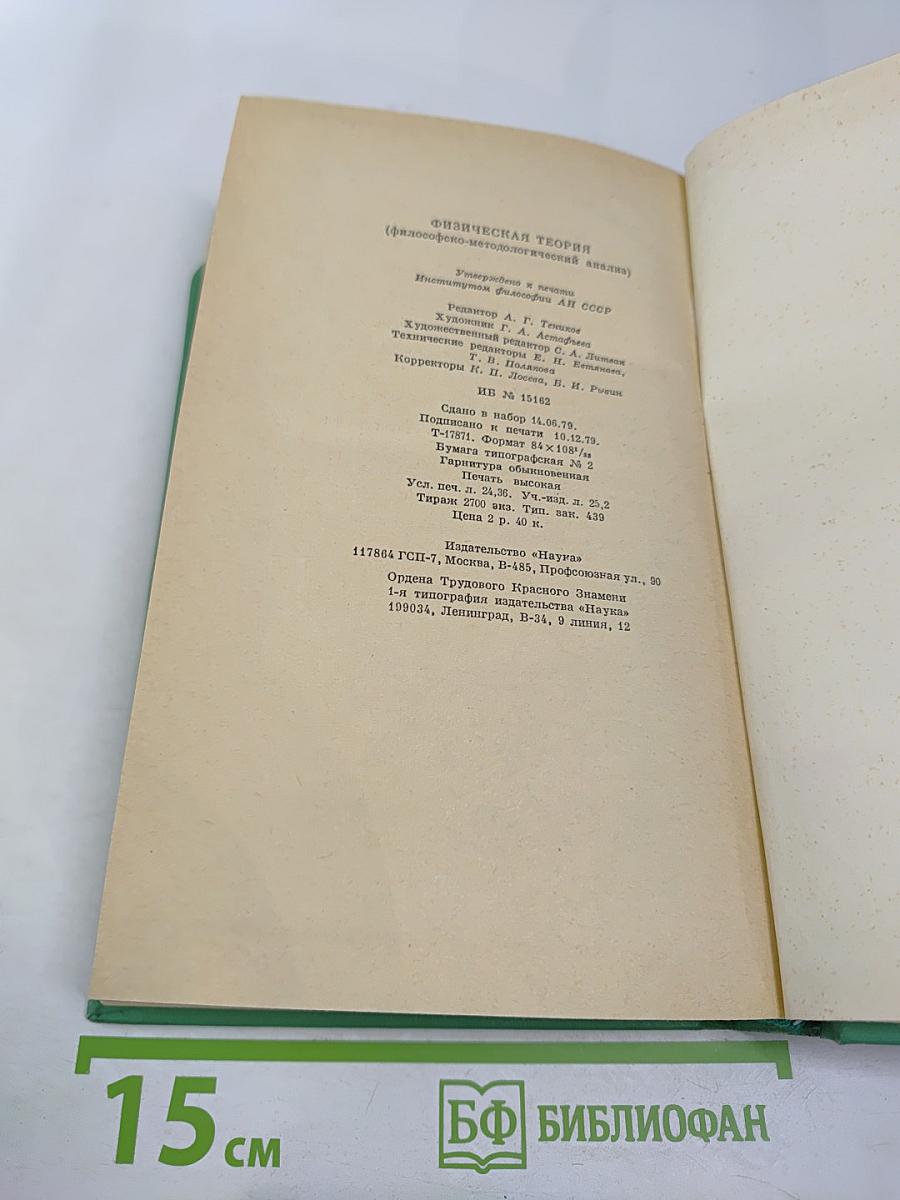 ФИЗИЧЕСКАЯ ТЕОРИЯ
(философско-методологический анализ)
Утверждено к печати
Институтом философии АН СССР
Редактор А. Г. Теников
Художник Г. А. Астафьева
Художественный редактор С. А. Литвак
Технические редакторы Е. Н. Евтянова,
Т. В. Полякова
Корректоры К. П. Лосева, В. И. Рывин
ИБ № 15162
Сдано в набор 14.06.79.
Подписано к печати 10.12.79.
Т-17871. Формат 84×108¹/₃₂
Бумага типографская № 2
Гарнитура обыкновенная
Печать высокая
Усл. печ. л. 24,36. Уч.-изд. л. 25,2
Тираж 2700 экз. Тип. зак. 439
Цена 2 р. 40 к.
Издательство «Наука»
117864 ГСП-7, Москва, В-485, Профсоюзная ул., 90
Ордена Трудового Красного Знамени
1-я типография издательства «Наука»
199034, Ленинград, В-34, 9 линия, 12
15 см
БФ БИБЛИОФАН